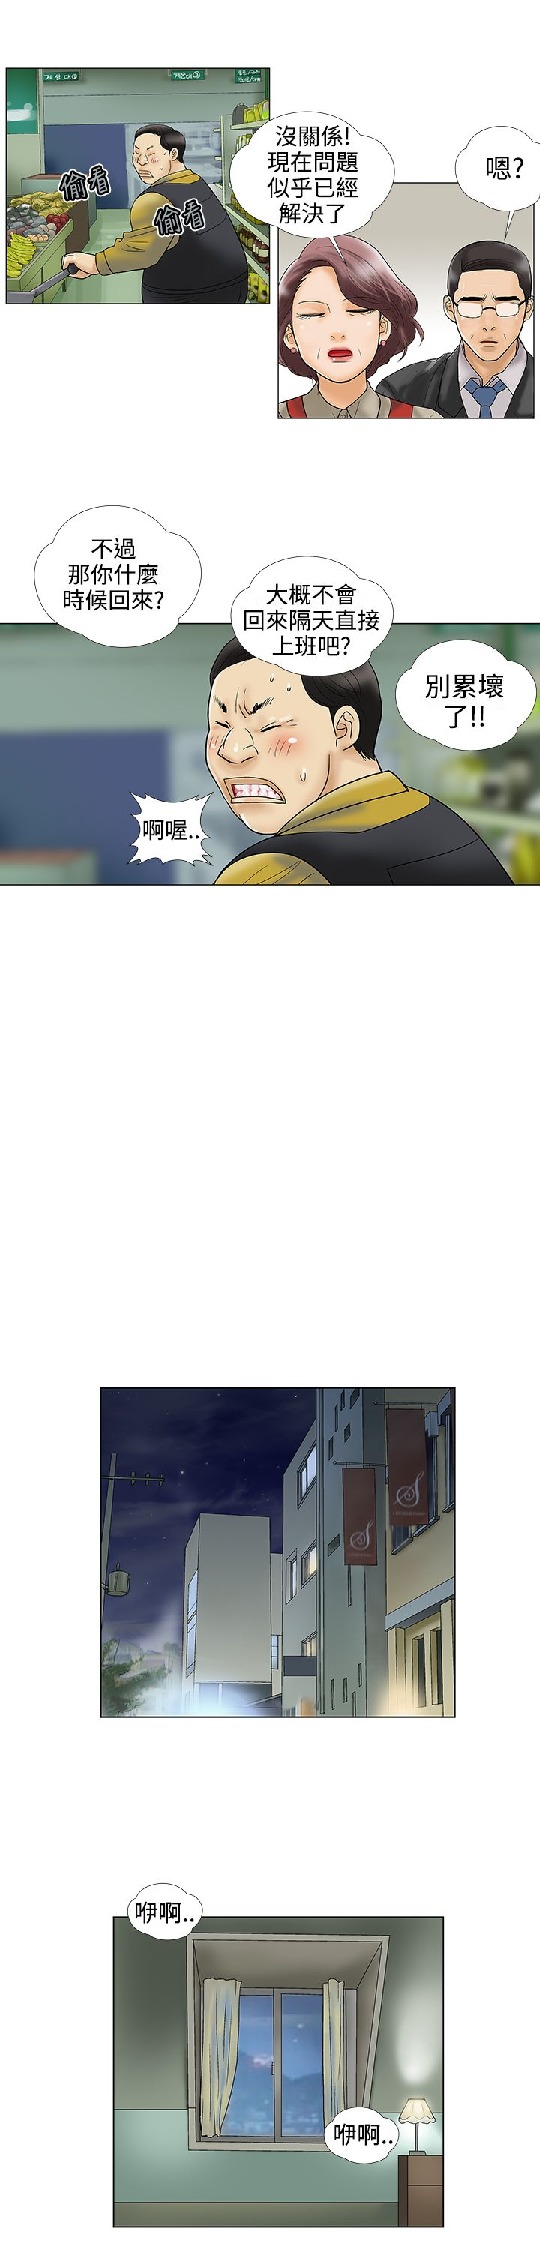 偷看
偷看
沒關係!
現在問題
似乎已經
解決了
嗯?
不過
那你什麼
時候回來?
大概不會
回來隔天直接
上班吧?
別累壞
了!!
啊喔..
S
咿啊..
咿啊..